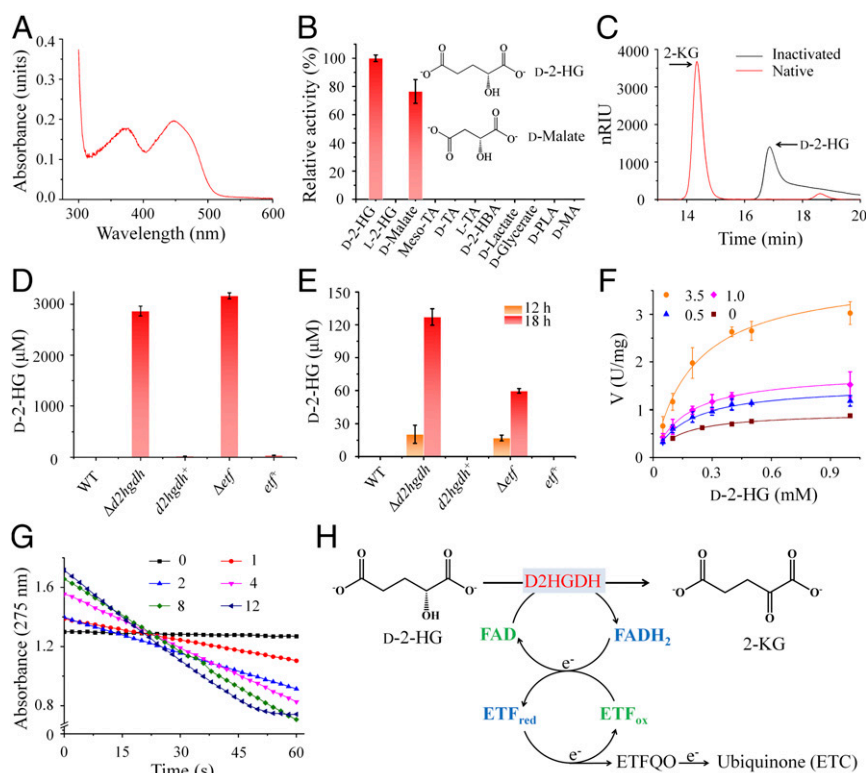 A
Absorbance (units)
0.4
0.3
0.2
0.1
0.0
300 400 500 600
Wavelength (nm)
B
Relative activity (%)
100
80
60
40
20
0
O O
⁻O O⁻
OH
D-2-HG
O
⁻O O⁻
OH O
D-Malate
D-2-HG
L-2-HG
D-Malate
Meso-TA
D-TA
L-TA
D-2-HBA
D-Lactate
D-Glycerate
D-PLA
D-MA
C
nRIU
4000
3000
2000
1000
0
2-KG
Inactivated
Native
D-2-HG
14 16 18 20
Time (min)
D
D-2-HG (μM)
3000
2000
1000
0
WT
Δd2hgdh
d2hgdh⁺
Δetf
etf⁺
E
D-2-HG (μM)
150
120
90
60
30
0
12 h
18 h
WT
Δd2hgdh
d2hgdh⁺
Δetf
etf⁺
F
V (U/mg)
3
2
1
0
3.5 1.0
0.5 0
0.0 0.3 0.6 0.9
D-2-HG (mM)
G
Absorbance (275 nm)
1.6
1.2
0.8
0 1
2 4
8 12
0 15 30 45 60
Time (s)
H
O O
⁻O O⁻
OH
D-2-HG
D2HGDH
O O
⁻O O⁻
O
2-KG
FAD FADH₂
e⁻
ETFred ETFox
e⁻
ETFQO e⁻ Ubiquinone (ETC)